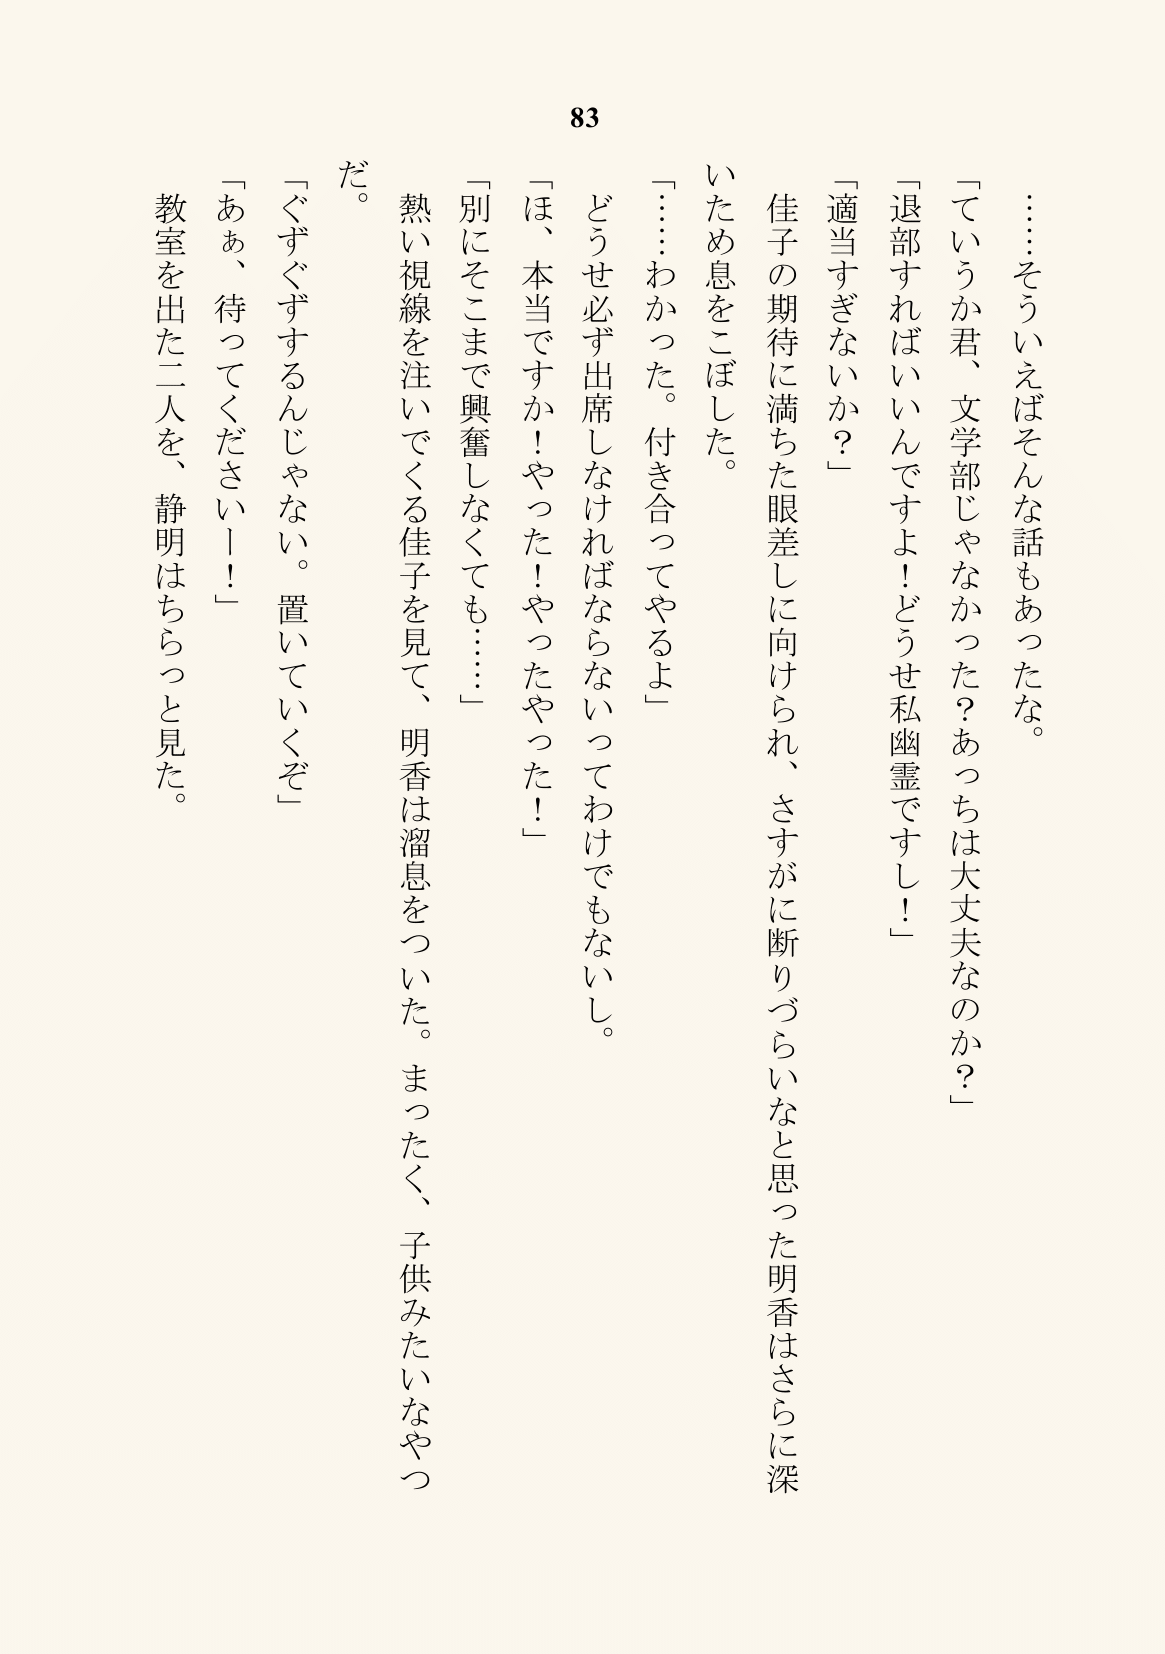 83
……そういえばそんな話もあったな。
「ていうか君、文学部じゃなかった？あっちは大丈夫なのか？」
「退部すればいいんですよ！どうせ私幽霊ですし！」
「適当すぎないか？」
佳子の期待に満ちた眼差しに向けられ、さすがに断りづらいなと思った明香はさらに深
いため息をこぼした。
「……わかった。付き合ってやるよ」
どうせ必ず出席しなければならないってわけでもないし。
「ほ、本当ですか！やった！やったやった！」
「別にそこまで興奮しなくても……」
熱い視線を注いでくる佳子を見て、明香は溜息をついた。まったく、子供みたいなやつ
だ。
「ぐずぐずするんじゃない。置いていくぞ」
「あぁ、待ってくださいー！」
教室を出た二人を、静明はちらっと見た。